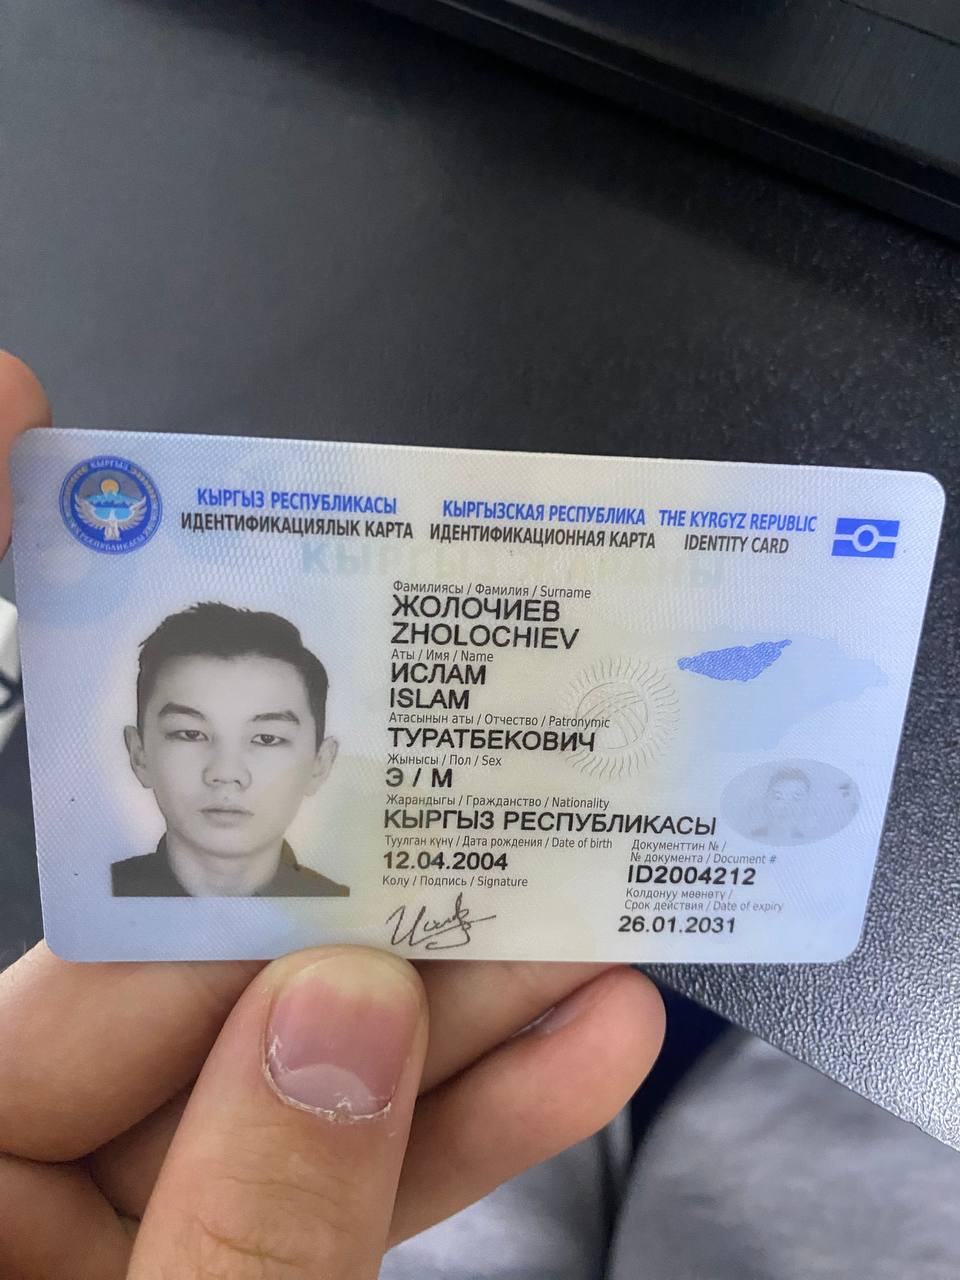 КЫРГЫЗ РЕСПУБЛИКАСЫ
ИДЕНТИФИКАЦИЯЛЫК КАРТА
КЫРГЫЗСКАЯ РЕСПУБЛИКА
ИДЕНТИФИКАЦИОННАЯ КАРТА
THE KYRGYZ REPUBLIC
IDENTITY CARD
Фамилиясы / Фамилия / Surname
ЖОЛОЧИЕВ
ZHOLOCHIEV
Аты / Имя / Name
ИСЛАМ
ISLAM
Атасынын аты / Отчество / Patronymic
ТУРАТБЕКОВИЧ
Жынысы / Пол / Sex
Э / М
Жарандыгы / Гражданство / Nationality
КЫРГЫЗ РЕСПУБЛИКАСЫ
Туулган күнү / Дата рождения / Date of birth
12.04.2004
Документтин № /
№ документа / Document #
ID2004212
Колу / Подпись / Signature
Колдонуу мөөнөтү /
Срок действия / Date of expiry
26.01.2031